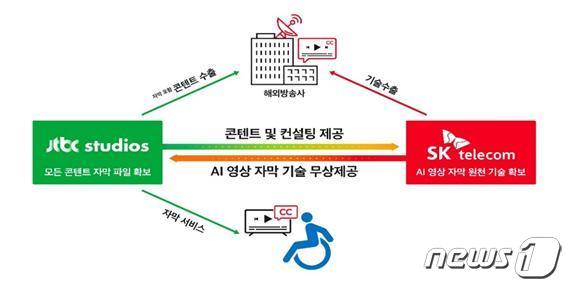 CC
해외방송사
자막 포함 콘텐트 수출
기술수출
jtbc studios
모든 콘텐트 자막 파일 확보
콘텐트 및 컨설팅 제공
AI 영상 자막 기술 무상제공
SK telecom
AI 영상 자막 원천 기술 확보
자막 서비스
CC
news1